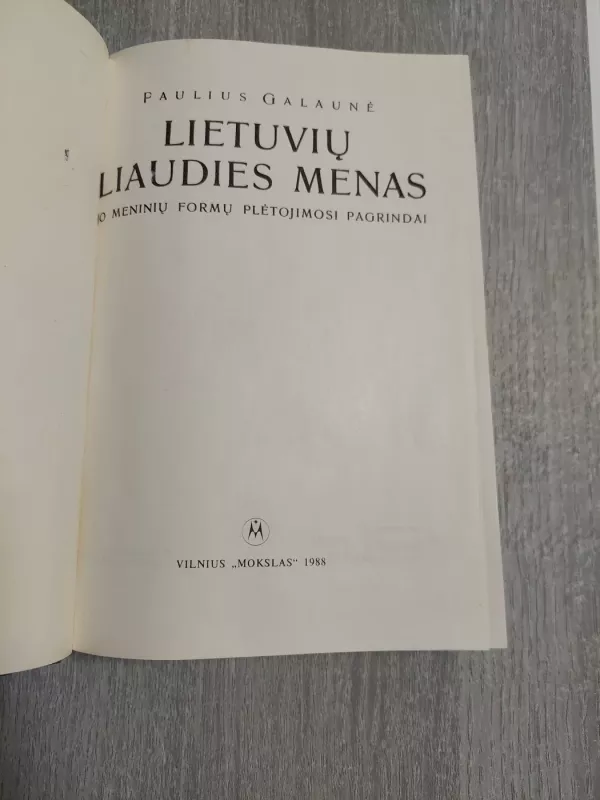 PAULIUS GALAUNĖ
LIETUVIŲ
LIAUDIES MENAS
JO MENINIŲ FORMŲ PLĖTOJIMOSI PAGRINDAI
VILNIUS „MOKSLAS“ 1988